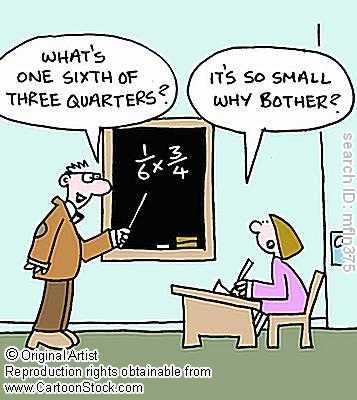 WHAT'S
ONE SIXTH OF
THREE QUARTERS?
IT'S SO SMALL
WHY BOTHER?
1/6 x 3/4
search ID: mfln375
© Original Artist
Reproduction rights obtainable from
www.CartoonStock.com